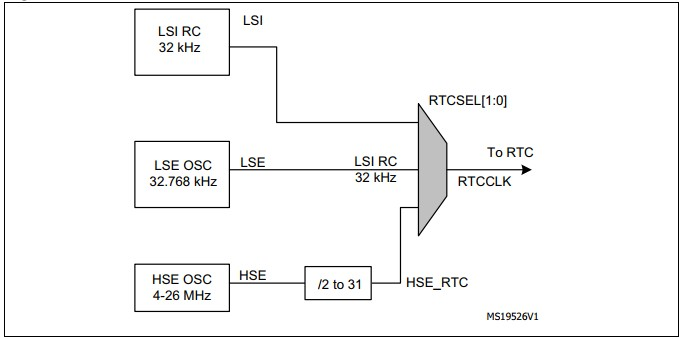 LSI RC
32 kHz
LSI
RTCSEL[1:0]
LSE OSC
32.768 kHz
LSE
LSI RC
32 kHz
To RTC
RTCCLK
HSE OSC
4-26 MHz
HSE
/2 to 31
HSE_RTC
MS19526V1